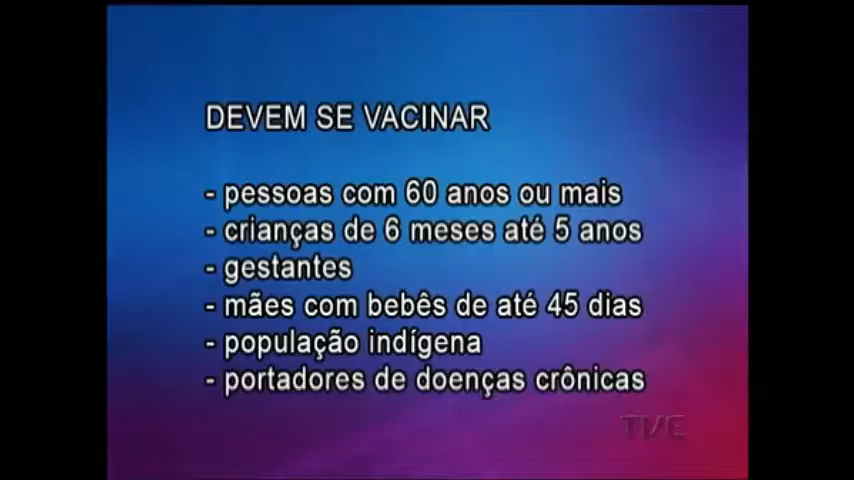 DEVEM SE VACINAR
- pessoas com 60 anos ou mais
- crianças de 6 meses até 5 anos
- gestantes
- mães com bebês de até 45 dias
- população indígena
- portadores de doenças crônicas
TVE